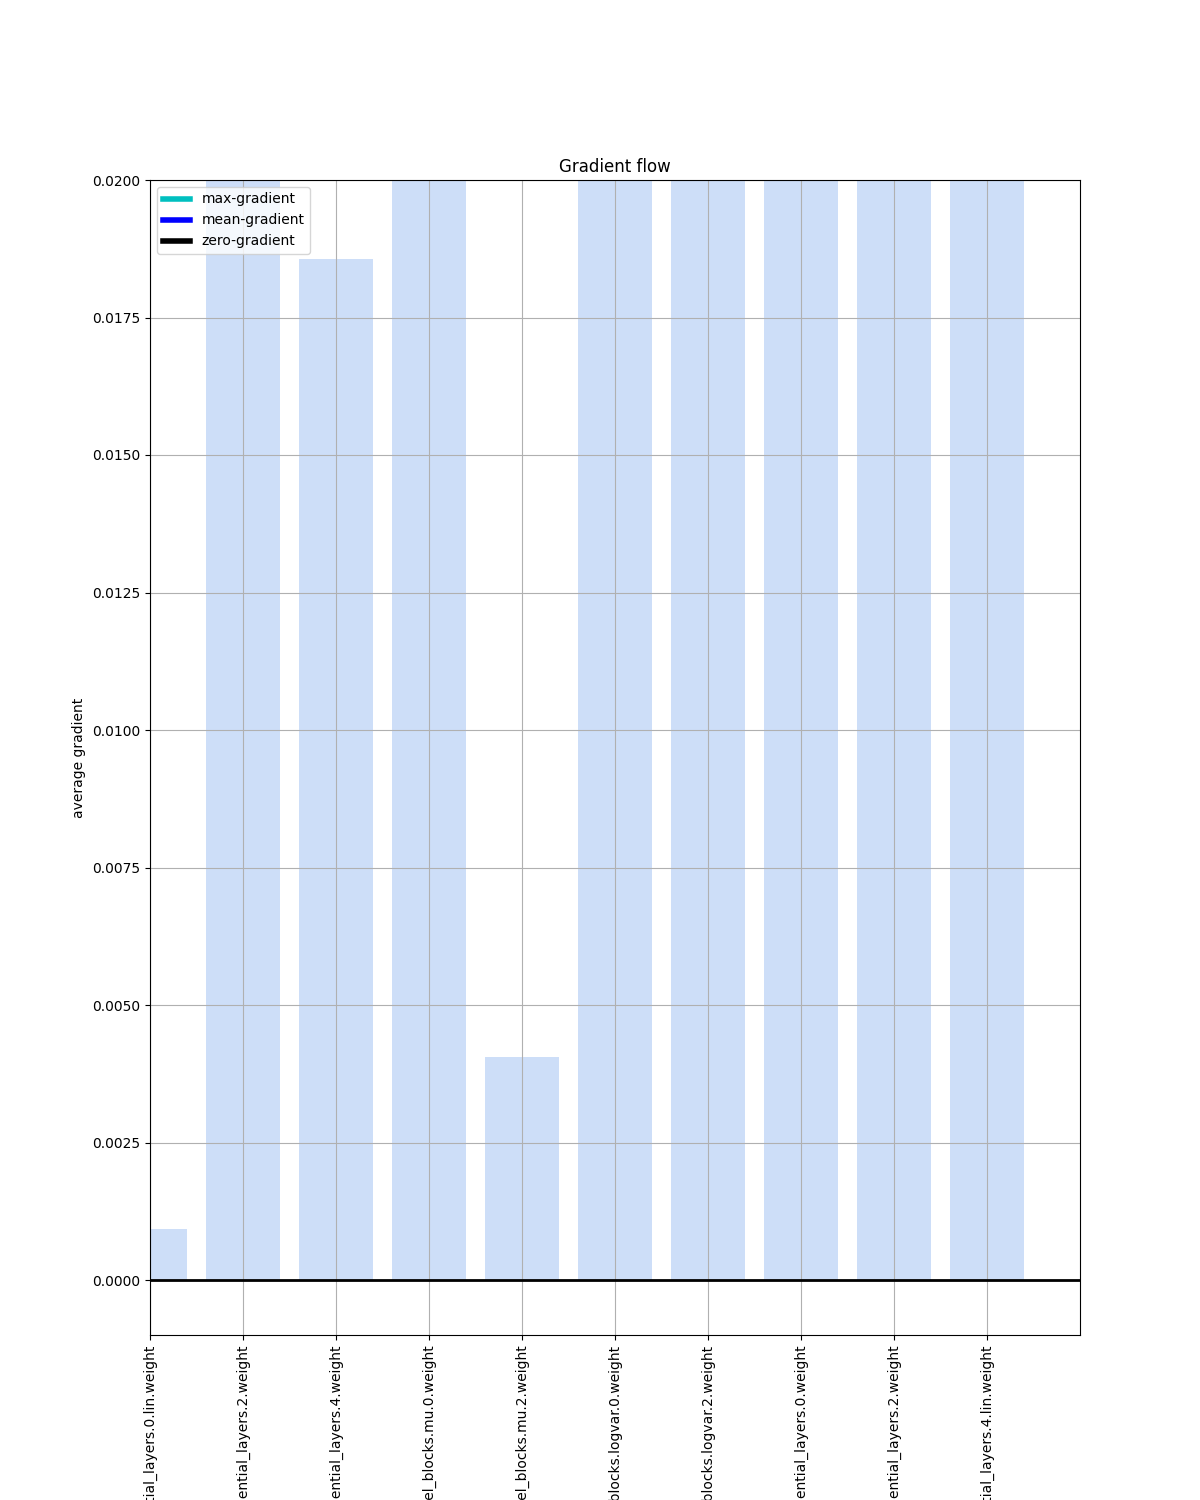 Gradient flow
max-gradient
mean-gradient
zero-gradient
0.0200
0.0175
0.0150
0.0125
0.0100
0.0075
0.0050
0.0025
0.0000
average gradient
tial_layers.0.lin.weight
ential_layers.2.weight
ential_layers.4.weight
el_blocks.mu.0.weight
el_blocks.mu.2.weight
blocks.logvar.0.weight
blocks.logvar.2.weight
ential_layers.0.weight
ential_layers.2.weight
tial_layers.4.lin.weight